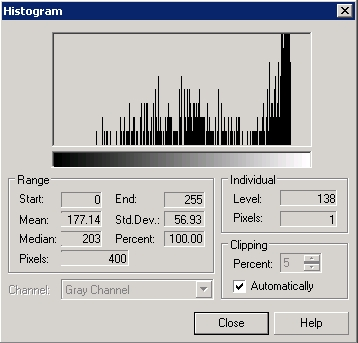 Histogram
Range
Start: 0 End: 255
Mean: 177.14 Std.Dev.: 56.93
Median: 203 Percent: 100.00
Pixels: 400
Individual
Level: 138
Pixels: 1
Clipping
Percent: 5
Automatically
Channel: Gray Channel
Close Help